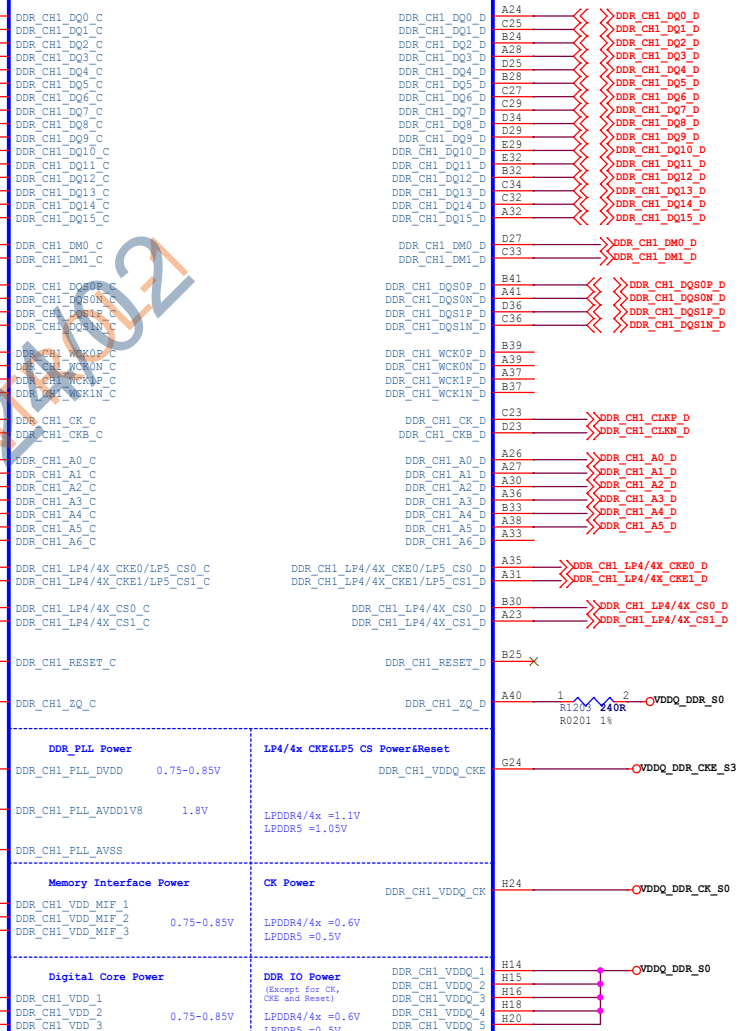 DDR_CH1_DQ0_C DDR_CH1_DQ0_D A24 DDR_CH1_DQ0_D
DDR_CH1_DQ1_C DDR_CH1_DQ1_D C25 DDR_CH1_DQ1_D
DDR_CH1_DQ2_C DDR_CH1_DQ2_D B24 DDR_CH1_DQ2_D
DDR_CH1_DQ3_C DDR_CH1_DQ3_D A28 DDR_CH1_DQ3_D
DDR_CH1_DQ4_C DDR_CH1_DQ4_D D25 DDR_CH1_DQ4_D
DDR_CH1_DQ5_C DDR_CH1_DQ5_D B28 DDR_CH1_DQ5_D
DDR_CH1_DQ6_C DDR_CH1_DQ6_D C27 DDR_CH1_DQ6_D
DDR_CH1_DQ7_C DDR_CH1_DQ7_D C29 DDR_CH1_DQ7_D
DDR_CH1_DQ8_C DDR_CH1_DQ8_D D34 DDR_CH1_DQ8_D
DDR_CH1_DQ9_C DDR_CH1_DQ9_D D29 DDR_CH1_DQ9_D
DDR_CH1_DQ10_C DDR_CH1_DQ10_D E29 DDR_CH1_DQ10_D
DDR_CH1_DQ11_C DDR_CH1_DQ11_D E32 DDR_CH1_DQ11_D
DDR_CH1_DQ12_C DDR_CH1_DQ12_D B32 DDR_CH1_DQ12_D
DDR_CH1_DQ13_C DDR_CH1_DQ13_D C34 DDR_CH1_DQ13_D
DDR_CH1_DQ14_C DDR_CH1_DQ14_D C32 DDR_CH1_DQ14_D
DDR_CH1_DQ15_C DDR_CH1_DQ15_D A32 DDR_CH1_DQ15_D
DDR_CH1_DM0_C DDR_CH1_DM0_D D27 DDR_CH1_DM0_D
DDR_CH1_DM1_C DDR_CH1_DM1_D C33 DDR_CH1_DM1_D
DDR_CH1_DQS0P_C DDR_CH1_DQS0P_D B41 DDR_CH1_DQS0P_D
DDR_CH1_DQS0N_C DDR_CH1_DQS0N_D A41 DDR_CH1_DQS0N_D
DDR_CH1_DQS1P_C DDR_CH1_DQS1P_D D36 DDR_CH1_DQS1P_D
DDR_CH1_DQS1N_C DDR_CH1_DQS1N_D C36 DDR_CH1_DQS1N_D
DDR_CH1_WCK0P_C DDR_CH1_WCK0P_D B39
DDR_CH1_WCK0N_C DDR_CH1_WCK0N_D A39
DDR_CH1_WCK1P_C DDR_CH1_WCK1P_D A37
DDR_CH1_WCK1N_C DDR_CH1_WCK1N_D B37
24/02
DDR_CH1_CK_C DDR_CH1_CK_D C23 DDR_CH1_CLKP_D
DDR_CH1_CKB_C DDR_CH1_CKB_D D23 DDR_CH1_CLKN_D
DDR_CH1_A0_C DDR_CH1_A0_D A26 DDR_CH1_A0_D
DDR_CH1_A1_C DDR_CH1_A1_D A27 DDR_CH1_A1_D
DDR_CH1_A2_C DDR_CH1_A2_D A30 DDR_CH1_A2_D
DDR_CH1_A3_C DDR_CH1_A3_D A36 DDR_CH1_A3_D
DDR_CH1_A4_C DDR_CH1_A4_D B33 DDR_CH1_A4_D
DDR_CH1_A5_C DDR_CH1_A5_D A38 DDR_CH1_A5_D
DDR_CH1_A6_C DDR_CH1_A6_D A33
DDR_CH1_LP4/4X_CKE0/LP5_CS0_C DDR_CH1_LP4/4X_CKE0/LP5_CS0_D A35 DDR_CH1_LP4/4X_CKE0_D
DDR_CH1_LP4/4X_CKE1/LP5_CS1_C DDR_CH1_LP4/4X_CKE1/LP5_CS1_D A31 DDR_CH1_LP4/4X_CKE1_D
DDR_CH1_LP4/4X_CS0_C DDR_CH1_LP4/4X_CS0_D B30 DDR_CH1_LP4/4X_CS0_D
DDR_CH1_LP4/4X_CS1_C DDR_CH1_LP4/4X_CS1_D A23 DDR_CH1_LP4/4X_CS1_D
DDR_CH1_RESET_C DDR_CH1_RESET_D B25
DDR_CH1_ZQ_C DDR_CH1_ZQ_D A40 1 2 VDDQ_DDR_S0
R1203 240R
R0201 1%
DDR_PLL Power LP4/4x CKE&LP5 CS Power&Reset
DDR_CH1_PLL_DVDD 0.75-0.85V DDR_CH1_VDDQ_CKE G24 VDDQ_DDR_CKE_S3
DDR_CH1_PLL_AVDD1V8 1.8V LPDDR4/4x =1.1V
LPDDR5 =1.05V
DDR_CH1_PLL_AVSS
Memory Interface Power CK Power
DDR_CH1_VDDQ_CK H24 VDDQ_DDR_CK_S0
DDR_CH1_VDD_MIF_1
DDR_CH1_VDD_MIF_2 0.75-0.85V LPDDR4/4x =0.6V
DDR_CH1_VDD_MIF_3 LPDDR5 =0.5V
Digital Core Power DDR IO Power DDR_CH1_VDDQ_1 H14 VDDQ_DDR_S0
(Except for CK, DDR_CH1_VDDQ_2 H15
CKE and Reset) DDR_CH1_VDDQ_3 H16
DDR_CH1_VDD_1
DDR_CH1_VDD_2 0.75-0.85V LPDDR4/4x =0.6V DDR_CH1_VDDQ_4 H18
DDR_CH1_VDD_3 LPDDR5 =0.5V DDR_CH1_VDDQ_5 H20